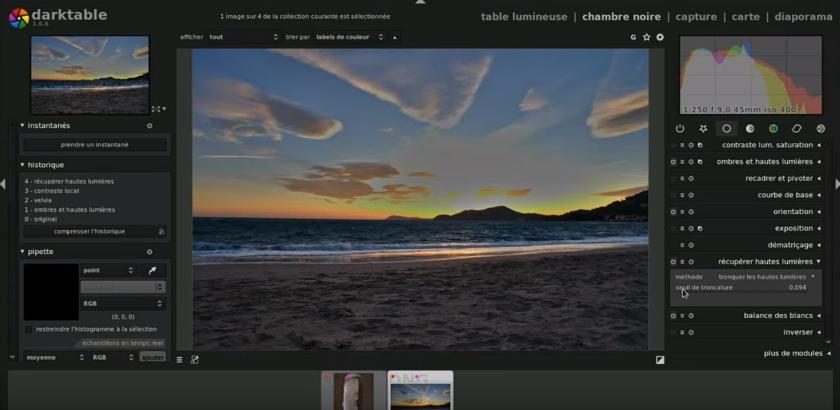 darktable
1.6.6
1 image sur 4 de la collection courante est sélectionnée
table lumineuse | chambre noire | capture | carte | diaporama
afficher tout trier par labels de couleur
G
1/250 f/9,0 45mm iso 400
instantanés
prendre un instantané
historique
4 - récupérer hautes lumières
3 - contraste local
2 - velvia
1 - ombres et hautes lumières
0 - original
compresser l'historique
pipette
point
RGB
(0, 0, 0)
restreindre l'histogramme à la sélection
échantillons en temps réel
moyenne RGB ajouter
contraste lum. saturation
ombres et hautes lumières
recadrer et pivoter
courbe de base
orientation
exposition
dématriçage
récupérer hautes lumières
méthode tronquer les hautes lumières
seuil de troncature 0.094
balance des blancs
inverser
plus de modules